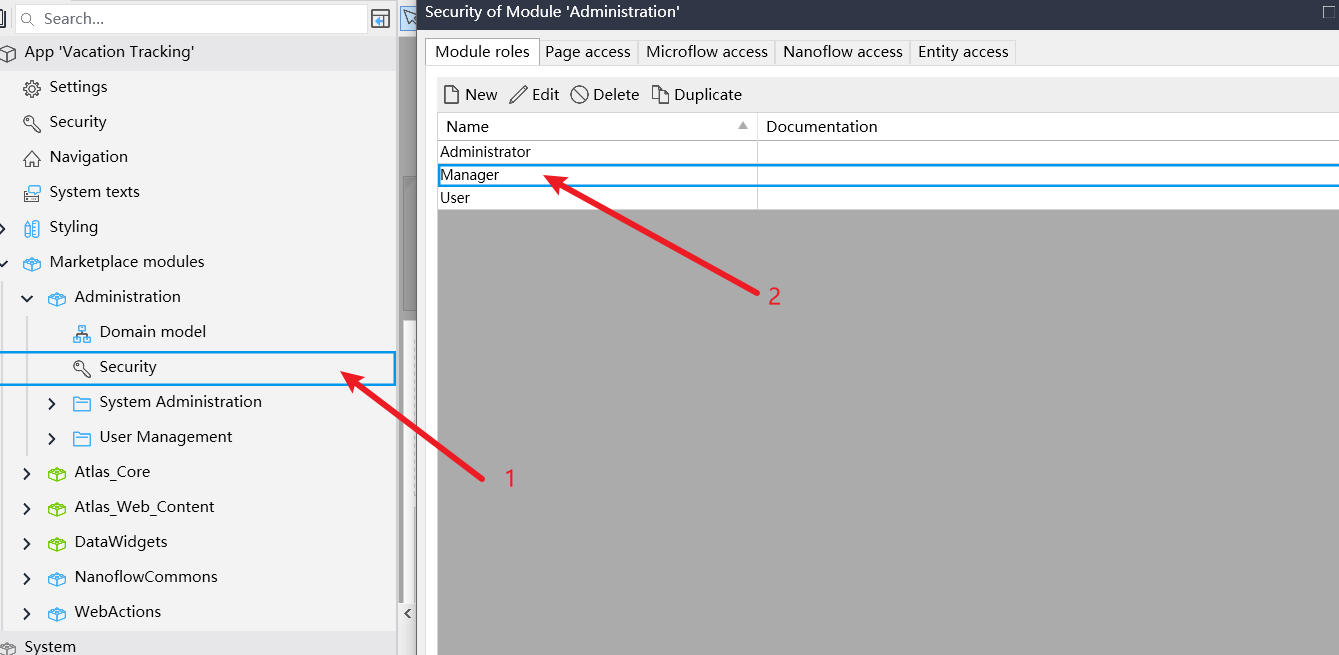 Search...
App 'Vacation Tracking'
Settings
Security
Navigation
System texts
Styling
Marketplace modules
Administration
Domain model
Security
System Administration
User Management
Atlas_Core
Atlas_Web_Content
DataWidgets
NanoflowCommons
WebActions
System
Security of Module 'Administration'
Module roles Page access Microflow access Nanoflow access Entity access
New Edit Delete Duplicate
Name Documentation
Administrator
Manager
User
2
1